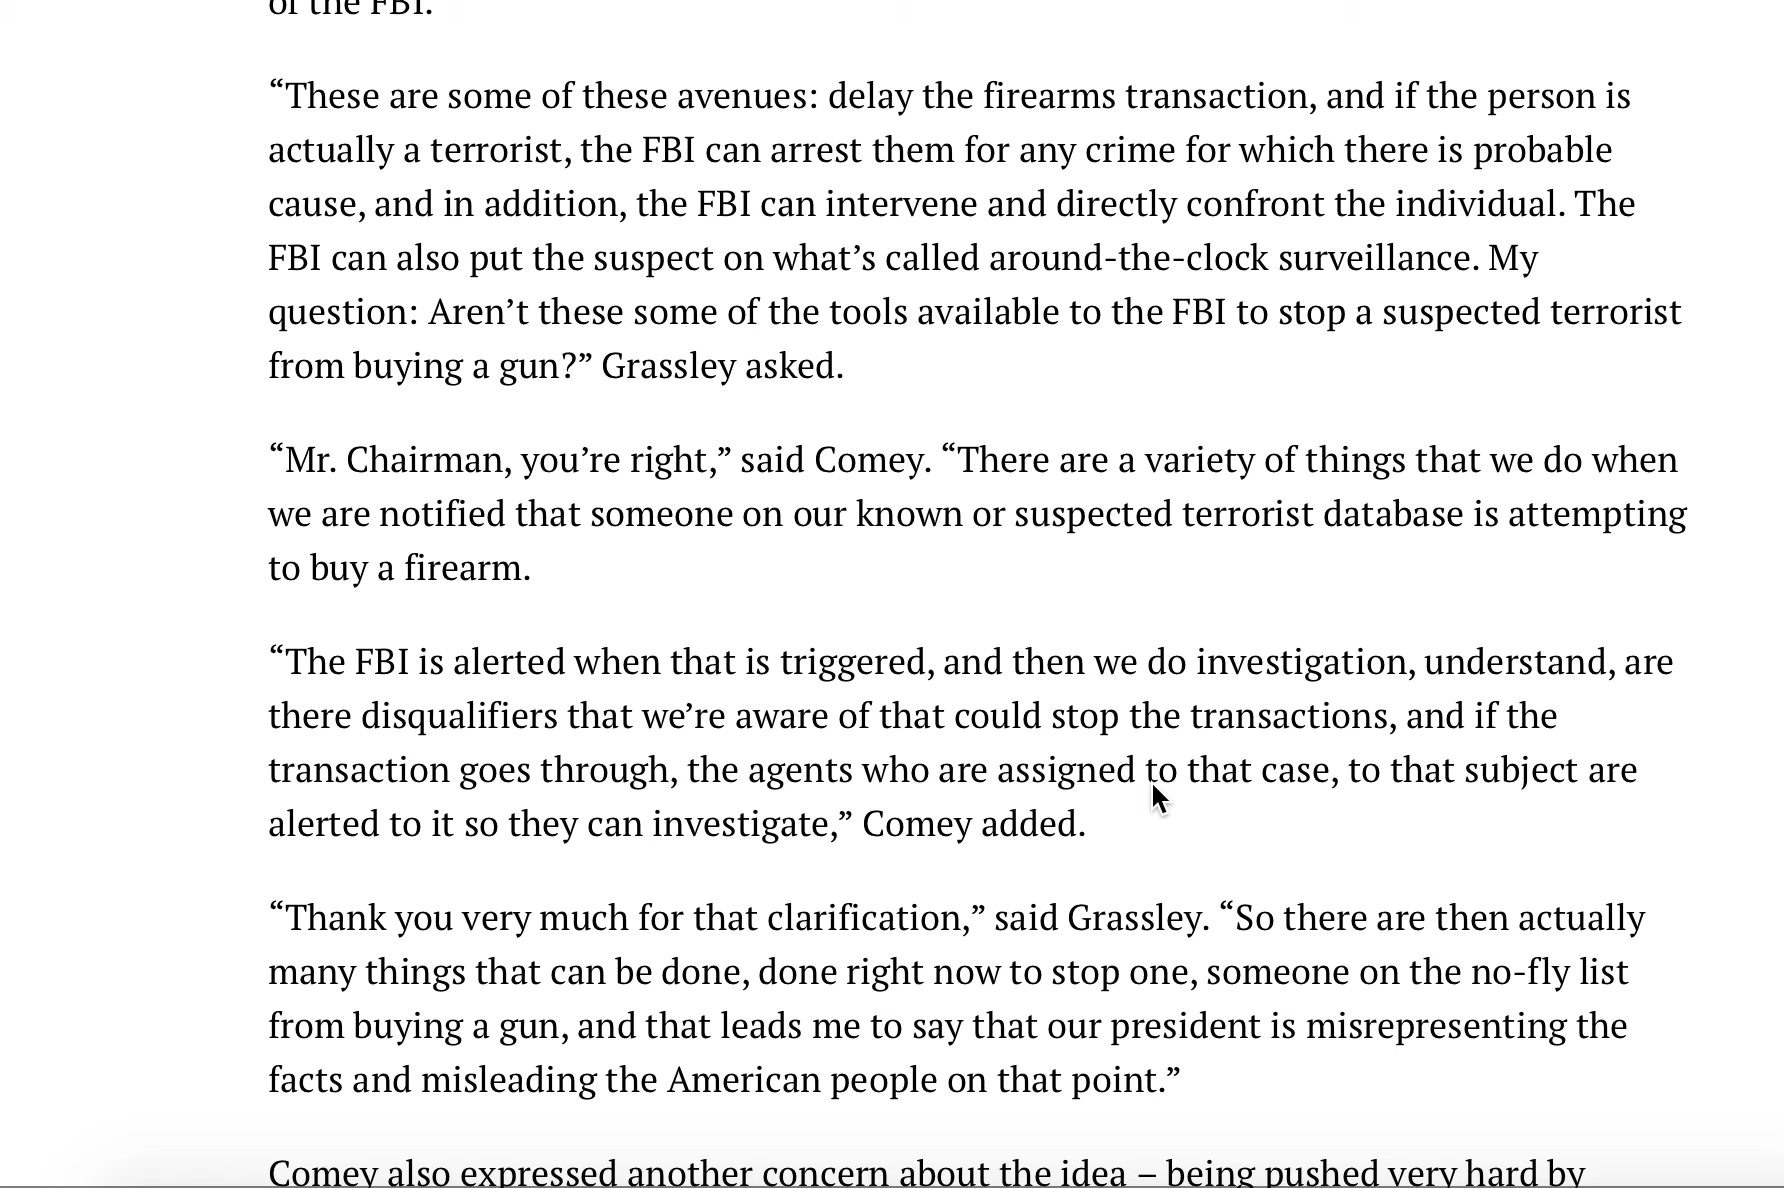 of the FBI.
“These are some of these avenues: delay the firearms transaction, and if the person is
actually a terrorist, the FBI can arrest them for any crime for which there is probable
cause, and in addition, the FBI can intervene and directly confront the individual. The
FBI can also put the suspect on what’s called around-the-clock surveillance. My
question: Aren’t these some of the tools available to the FBI to stop a suspected terrorist
from buying a gun?” Grassley asked.
“Mr. Chairman, you’re right,” said Comey. “There are a variety of things that we do when
we are notified that someone on our known or suspected terrorist database is attempting
to buy a firearm.
“The FBI is alerted when that is triggered, and then we do investigation, understand, are
there disqualifiers that we’re aware of that could stop the transactions, and if the
transaction goes through, the agents who are assigned to that case, to that subject are
alerted to it so they can investigate,” Comey added.
“Thank you very much for that clarification,” said Grassley. “So there are then actually
many things that can be done, done right now to stop one, someone on the no-fly list
from buying a gun, and that leads me to say that our president is misrepresenting the
facts and misleading the American people on that point.”
Comey also expressed another concern about the idea – being pushed very hard by